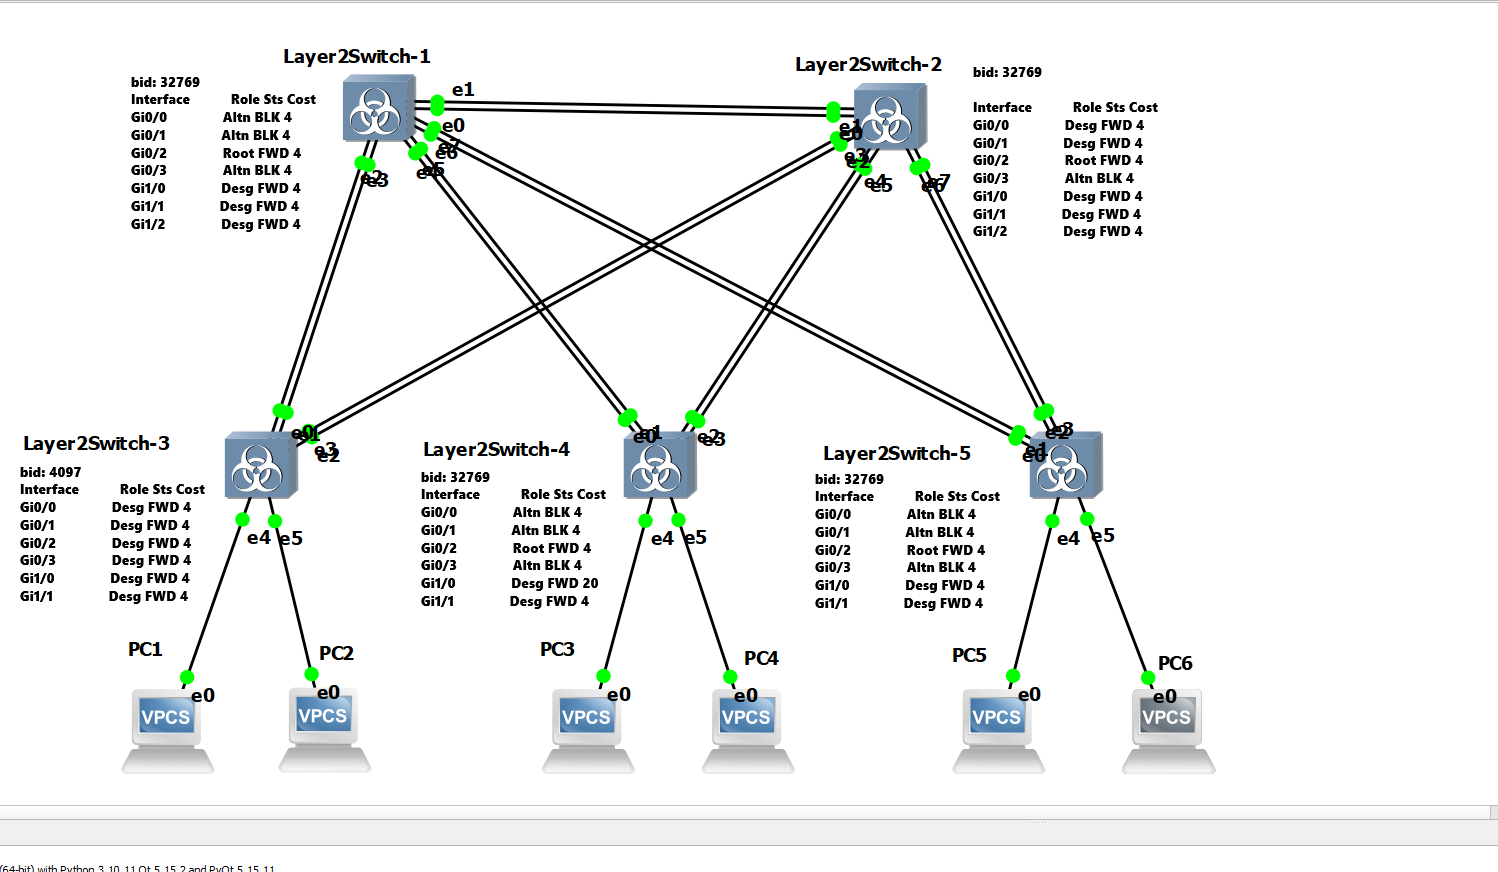 Layer2Switch-1
bid: 32769
Interface Role Sts Cost
Gi0/0 Altn BLK 4
Gi0/1 Altn BLK 4
Gi0/2 Root FWD 4
Gi0/3 Altn BLK 4
Gi1/0 Desg FWD 4
Gi1/1 Desg FWD 4
Gi1/2 Desg FWD 4
e1
e0
e7
e6
e5
e2
e3
Layer2Switch-2
bid: 32769
Interface Role Sts Cost
Gi0/0 Desg FWD 4
Gi0/1 Desg FWD 4
Gi0/2 Root FWD 4
Gi0/3 Altn BLK 4
Gi1/0 Desg FWD 4
Gi1/1 Desg FWD 4
Gi1/2 Desg FWD 4
e1
e0
e3
e2
e4
e5
e6
e7
Layer2Switch-3
bid: 4097
Interface Role Sts Cost
Gi0/0 Desg FWD 4
Gi0/1 Desg FWD 4
Gi0/2 Desg FWD 4
Gi0/3 Desg FWD 4
Gi1/0 Desg FWD 4
Gi1/1 Desg FWD 4
e0
e1
e3
e2
e4
e5
Layer2Switch-4
bid: 32769
Interface Role Sts Cost
Gi0/0 Altn BLK 4
Gi0/1 Altn BLK 4
Gi0/2 Root FWD 4
Gi0/3 Altn BLK 4
Gi1/0 Desg FWD 20
Gi1/1 Desg FWD 4
e1
e0
e2
e3
e4
e5
Layer2Switch-5
bid: 32769
Interface Role Sts Cost
Gi0/0 Altn BLK 4
Gi0/1 Altn BLK 4
Gi0/2 Root FWD 4
Gi0/3 Altn BLK 4
Gi1/0 Desg FWD 4
Gi1/1 Desg FWD 4
e3
e2
e1
e0
e4
e5
PC1
e0
VPCS
PC2
e0
VPCS
PC3
e0
VPCS
PC4
e0
VPCS
PC5
e0
VPCS
PC6
e0
VPCS
(64-bit) with Python 3.10.11 Qt 5.15.2 and PyQt 5.15.11